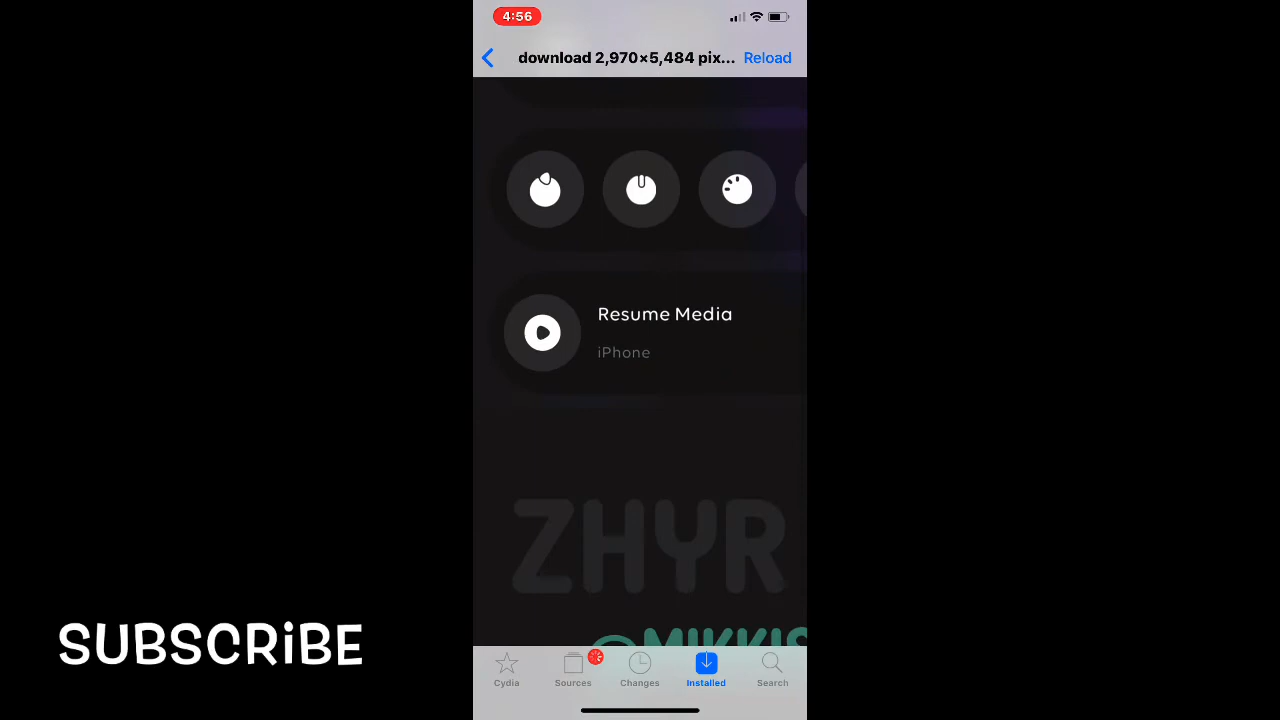 4:56
download 2,970×5,484 pix...
Reload
Resume Media
iPhone
ZHYR
@MIKKIS
SUBSCRiBE
Cydia
Sources
Changes
Installed
Search